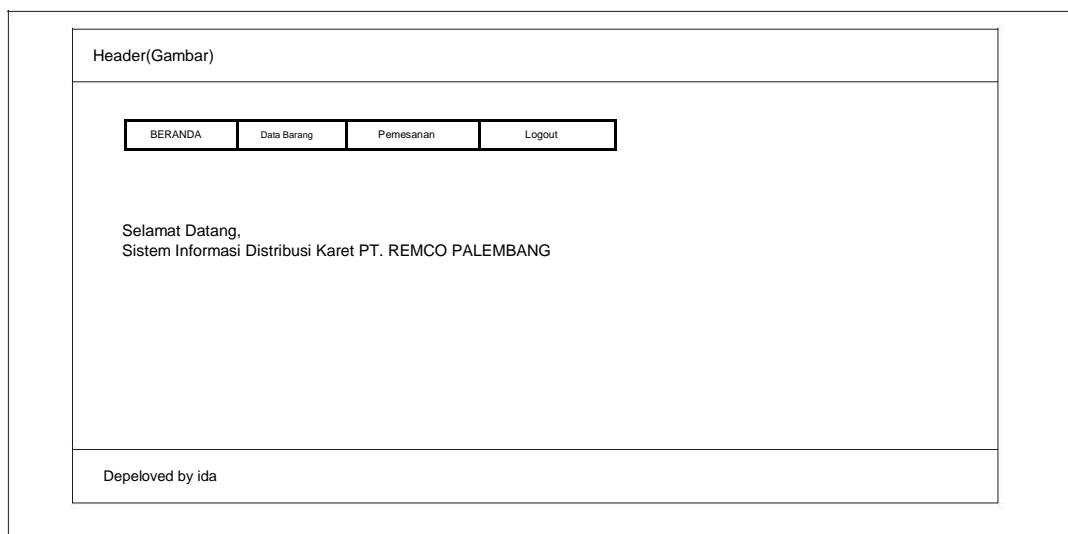 Header(Gambar)
BERANDA Data Barang Pemesanan Logout
Selamat Datang,
Sistem Informasi Distribusi Karet PT. REMCO PALEMBANG
Depeloved by ida